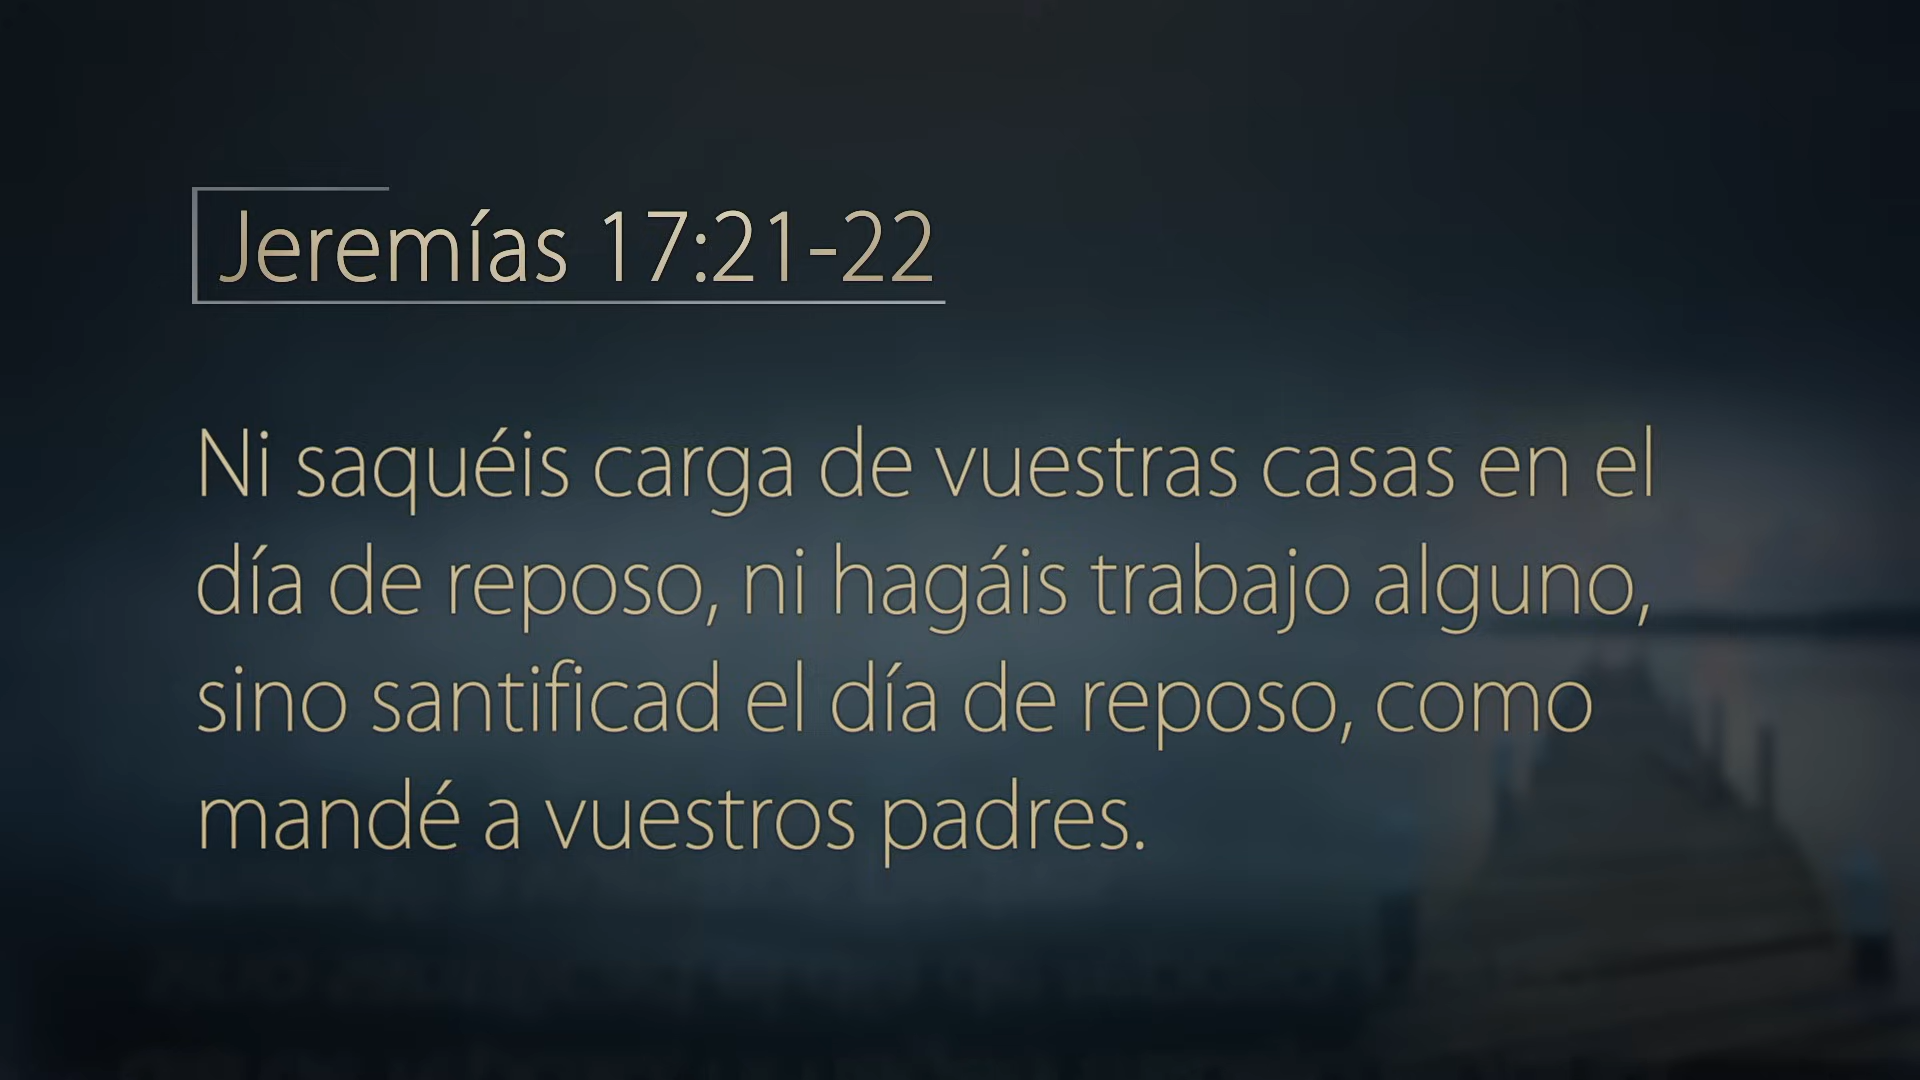 Jeremías 17:21-22
Ni saquéis carga de vuestras casas en el
día de reposo, ni hagáis trabajo alguno,
sino santificad el día de reposo, como
mandé a vuestros padres.